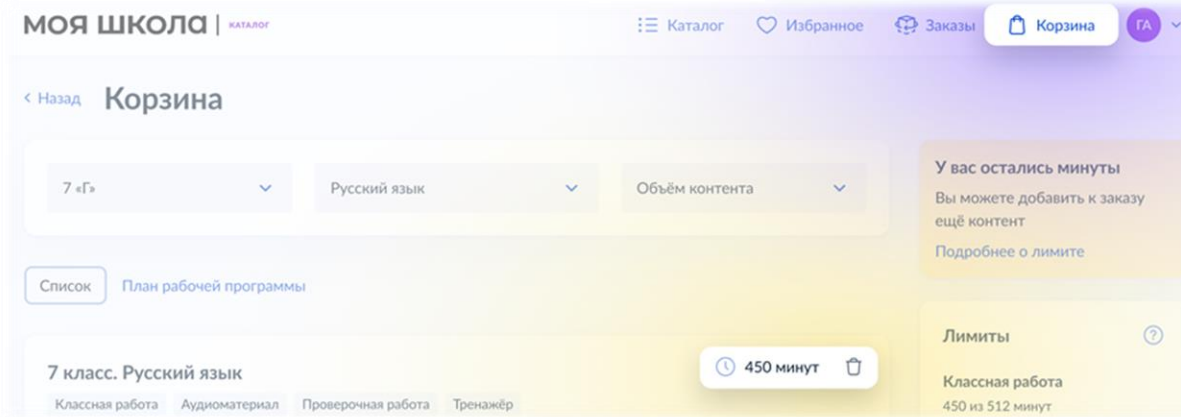 моя школа | КАТАЛОГ
Каталог Избранное Заказы Корзина ГА
Назад Корзина
7 «Г» Русский язык Объём контента
У вас остались минуты
Вы можете добавить к заказу
ещё контент
Подробнее о лимите
Список План рабочей программы
7 класс. Русский язык
450 минут
Классная работа Аудиоматериал Проверочная работа Тренажёр
Лимиты ?
Классная работа
450 из 512 минут